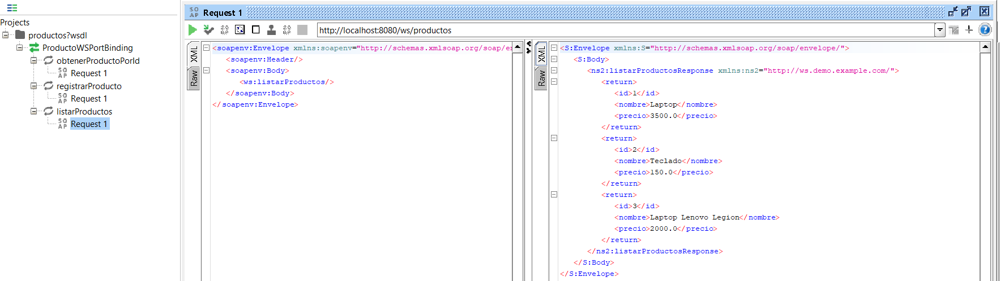 Projects
productos?wsdl
ProductoWSPortBinding
obtenerProductoPorId
SOAP Request 1
registrarProducto
SOAP Request 1
listarProductos
SOAP Request 1
SOAP Request 1
http://localhost:8080/ws/productos
XML
Raw
<soapenv:Envelope xmlns:soapenv="http://schemas.xmlsoap.org/soap/en
<soapenv:Header/>
<soapenv:Body>
<ws:listarProductos/>
</soapenv:Body>
</soapenv:Envelope>
XML
Raw
<S:Envelope xmlns:S="http://schemas.xmlsoap.org/soap/envelope/">
<S:Body>
<ns2:listarProductosResponse xmlns:ns2="http://ws.demo.example.com/">
<return>
<id>1</id>
<nombre>Laptop</nombre>
<precio>3500.0</precio>
</return>
<return>
<id>2</id>
<nombre>Teclado</nombre>
<precio>150.0</precio>
</return>
<return>
<id>3</id>
<nombre>Laptop Lenovo Legion</nombre>
<precio>2000.0</precio>
</return>
</ns2:listarProductosResponse>
</S:Body>
</S:Envelope>